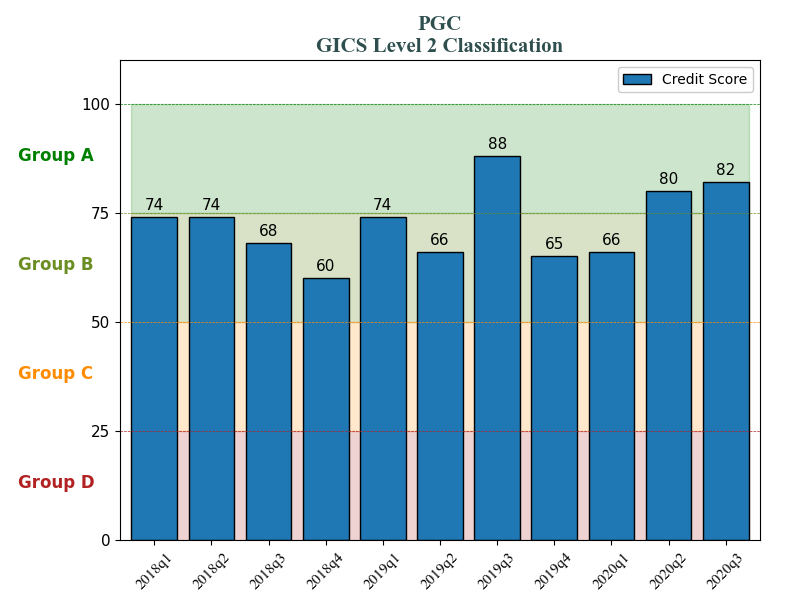 PGC
GICS Level 2 Classification
Credit Score
100
Group A
88
82
80
75
74
74
74
68
66
66
65
Group B
60
50
Group C
25
Group D
0
2018q1
2018q2
2018q3
2018q4
2019q1
2019q2
2019q3
2019q4
2020q1
2020q2
2020q3